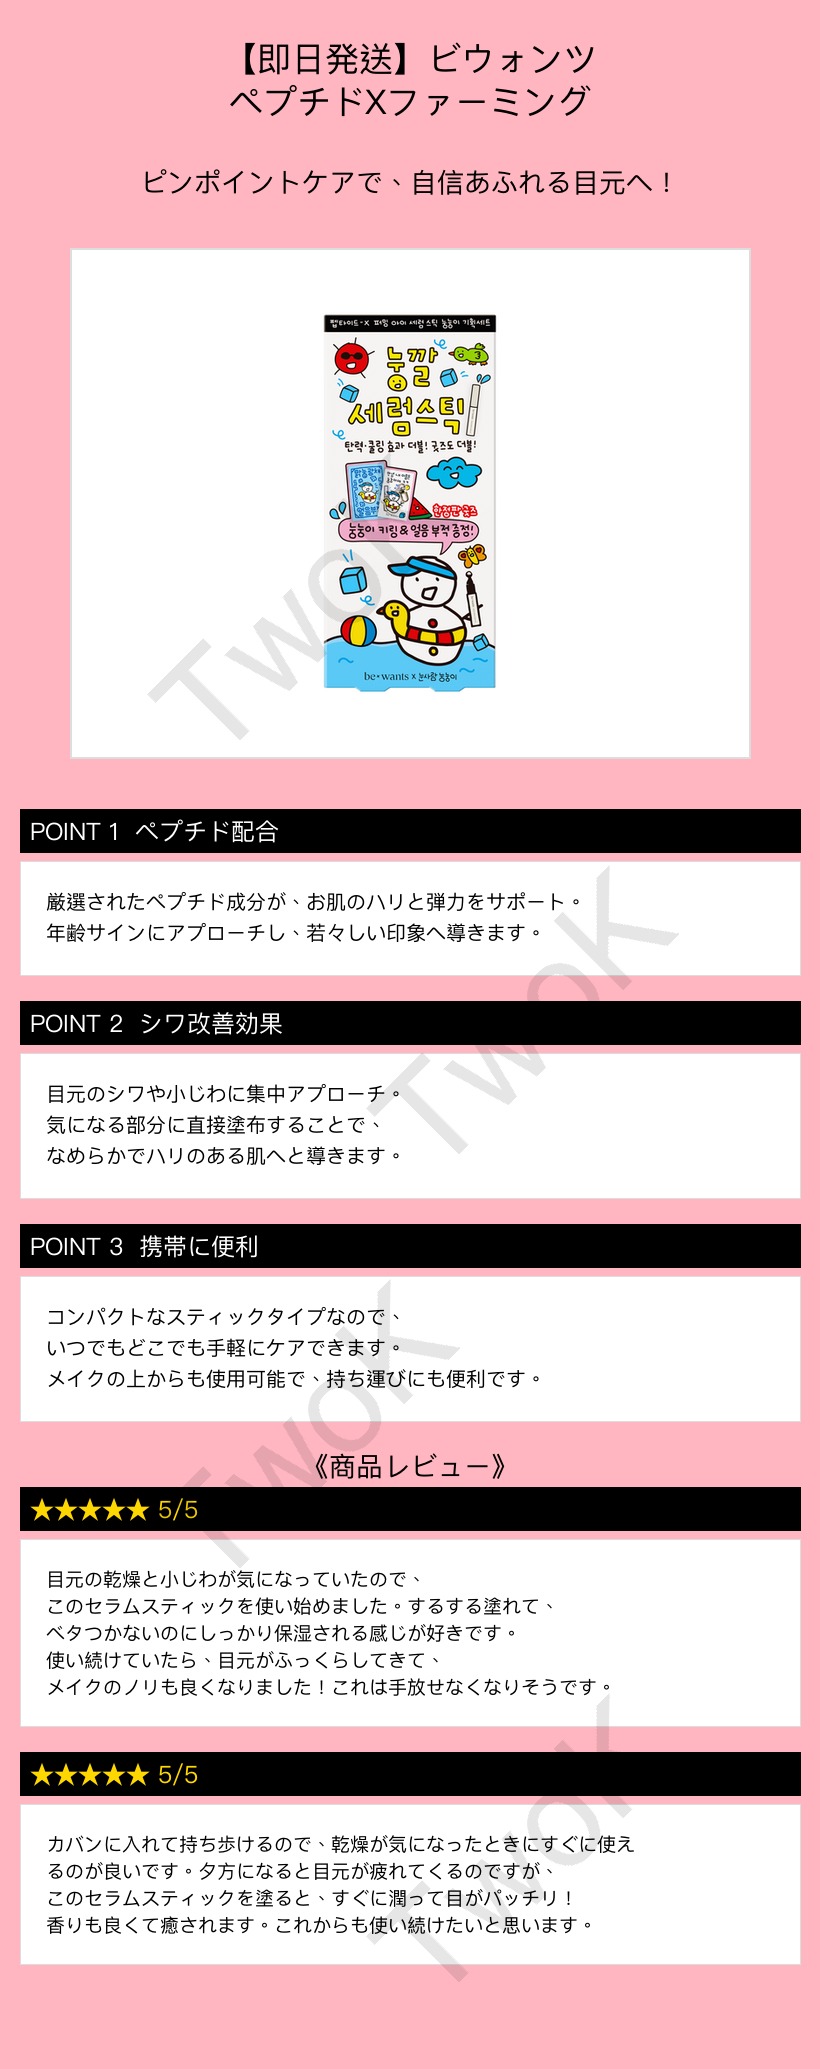 【即日発送】ビウォンツ
ペプチドXファーミング
ピンポイントケアで、自信あふれる目元へ！
펩타이드-X 퍼밍 아이 세럼스틱 눙눙이 기획세트
3
눙깔
세럼스틱
탄력·쿨링 효과 더블! 굿즈도 더블!
한정판 굿즈
눙눙이 키링 & 얼음 부적 증정!
be*wants x 눈사람 눙눙이
TwoK
POINT 1 ペプチド配合
厳選されたペプチド成分が、お肌のハリと弾力をサポート。
年齢サインにアプローチし、若々しい印象へ導きます。
TwoK
POINT 2 シワ改善効果
目元のシワや小じわに集中アプローチ。
気になる部分に直接塗布することで、
なめらかでハリのある肌へと導きます。
POINT 3 携帯に便利
コンパクトなスティックタイプなので、
いつでもどこでも手軽にケアできます。
メイクの上からも使用可能で、持ち運びにも便利です。
TwoK
《商品レビュー》
★★★★★ 5/5
目元の乾燥と小じわが気になっていたので、
このセラムスティックを使い始めました。するする塗れて、
ベタつかないのにしっかり保湿される感じが好きです。
使い続けていたら、目元がふっくらしてきて、
メイクのノリも良くなりました！これは手放せなくなりそうです。
★★★★★ 5/5
カバンに入れて持ち歩けるので、乾燥が気になったときにすぐに使え
るのが良いです。夕方になると目元が疲れてくるのですが、
このセラムスティックを塗ると、すぐに潤って目がパッチリ！
香りも良くて癒されます。これからも使い続けたいと思います。
TwoK